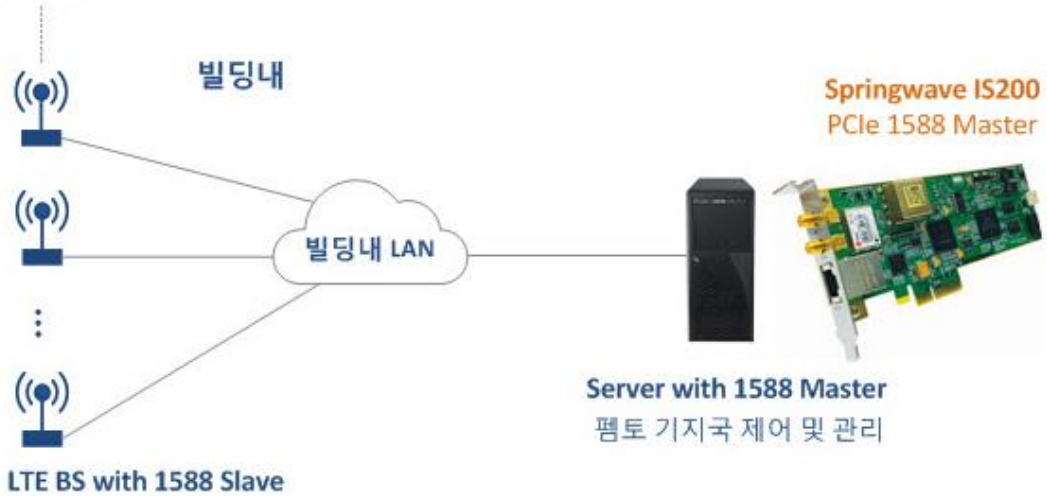 빌딩내
Springwave IS200
PCIe 1588 Master
빌딩내 LAN
Server with 1588 Master
펨토 기지국 제어 및 관리
LTE BS with 1588 Slave